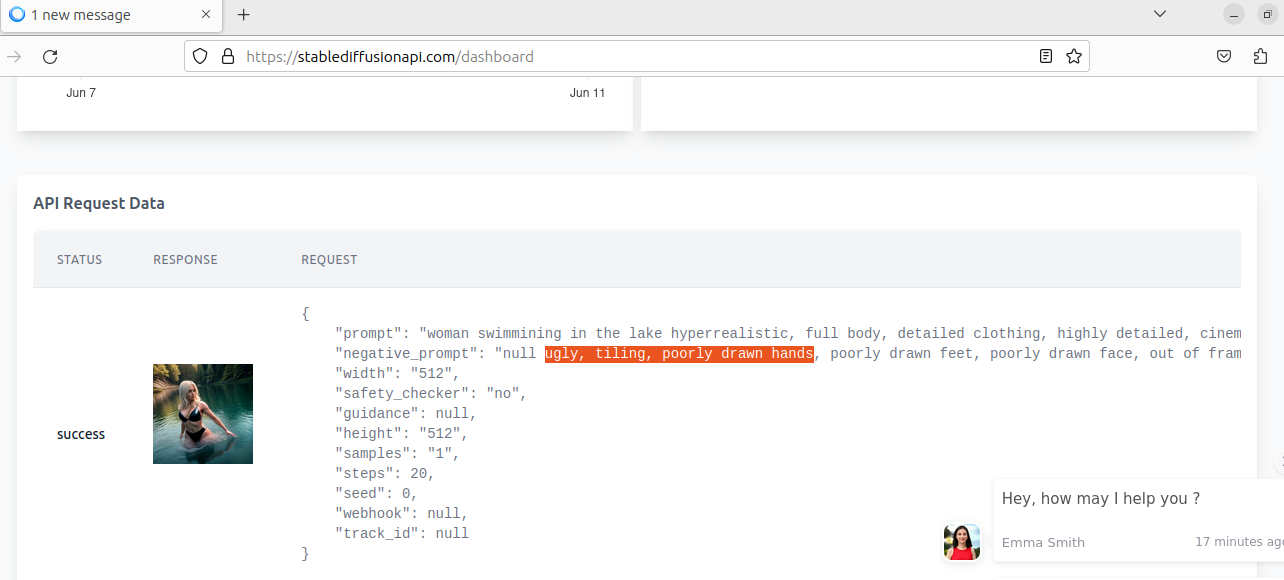 1 new message
https://stablediffusionapi.com/dashboard
Jun 7
Jun 11
API Request Data
STATUS RESPONSE REQUEST
{
"prompt": "woman swimmining in the lake hyperrealistic, full body, detailed clothing, highly detailed, cinem
"negative_prompt": "null ugly, tiling, poorly drawn hands, poorly drawn feet, poorly drawn face, out of fram
"width": "512",
"safety_checker": "no",
"guidance": null,
"height": "512",
success
"samples": "1",
"steps": 20,
"seed": 0,
"webhook": null,
"track_id": null
}
Hey, how may I help you ?
Emma Smith
17 minutes ago